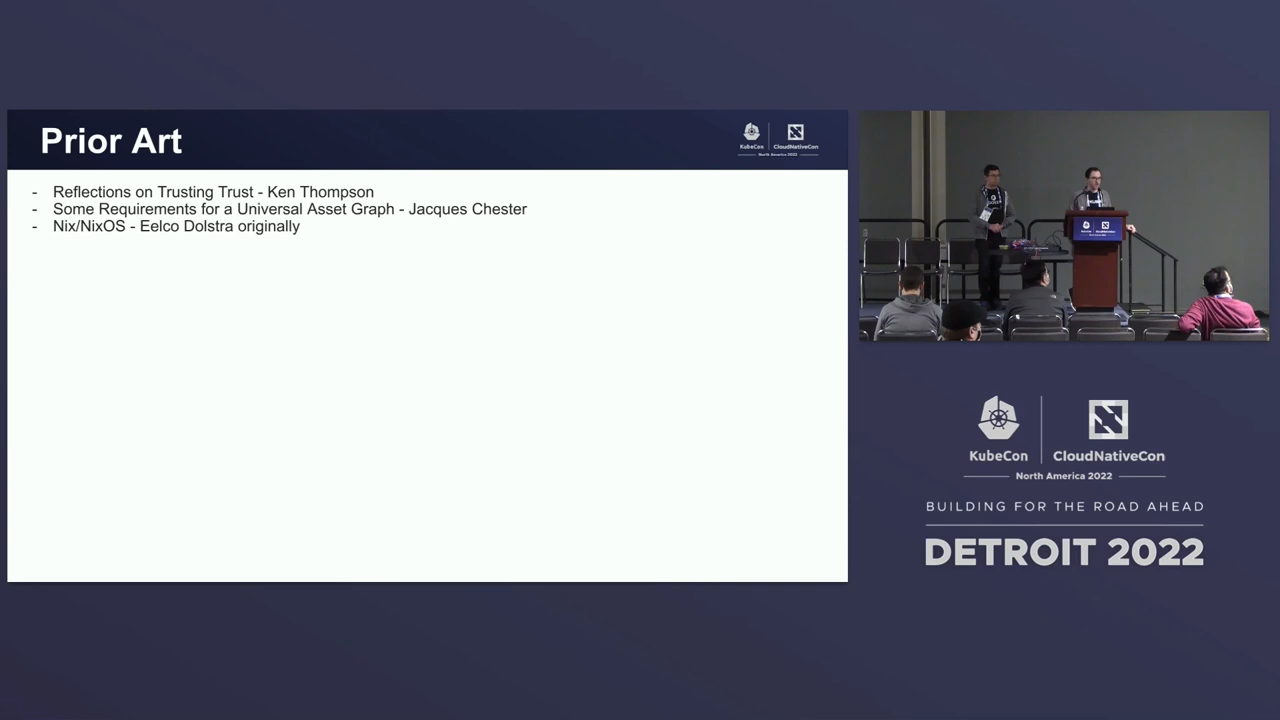 Prior Art
KubeCon
CloudNativeCon
North America 2022
- Reflections on Trusting Trust - Ken Thompson
- Some Requirements for a Universal Asset Graph - Jacques Chester
- Nix/NixOS - Eelco Dolstra originally
KubeCon
CloudNativeCon
North America 2022
BUILDING FOR THE ROAD AHEAD
DETROIT 2022